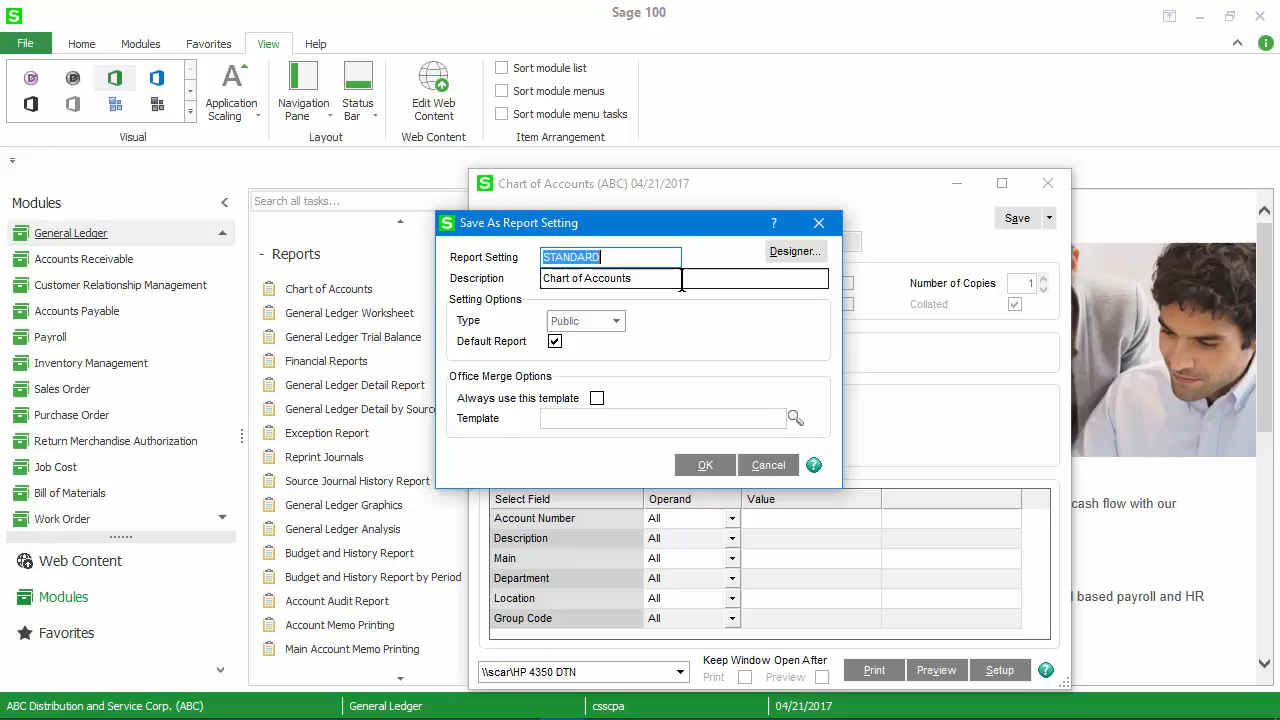 S
Sage 100
File
Home
Modules
Favorites
View
Help
A
Application Scaling
Navigation Pane
Status Bar
Edit Web Content
Sort module list
Sort module menus
Sort module menu tasks
Visual
Layout
Web Content
Item Arrangement
Modules
General Ledger
Accounts Receivable
Customer Relationship Management
Accounts Payable
Payroll
Inventory Management
Sales Order
Purchase Order
Return Merchandise Authorization
Job Cost
Bill of Materials
Work Order
Web Content
Modules
Favorites
Search all tasks...
- Reports
Chart of Accounts
General Ledger Worksheet
General Ledger Trial Balance
Financial Reports
General Ledger Detail Report
General Ledger Detail by Source
Exception Report
Reprint Journals
Source Journal History Report
General Ledger Graphics
General Ledger Analysis
Budget and History Report
Budget and History Report by Period
Account Audit Report
Account Memo Printing
Main Account Memo Printing
S Chart of Accounts (ABC) 04/21/2017
Save
Number of Copies 1
Collated
S Save As Report Setting ?
Report Setting STANDARD
Designer...
Description Chart of Accounts
Setting Options
Type Public
Default Report
Office Merge Options
Always use this template
Template
OK Cancel ?
Select Field Operand Value
Account Number All
Description All
Main All
Department All
Location All
Group Code All
\\scar\HP 4350 DTN
Keep Window Open After
Print Preview
Print Preview Setup ?
cash flow with our
d based payroll and HR
ABC Distribution and Service Corp. (ABC)
General Ledger
csscpa
04/21/2017